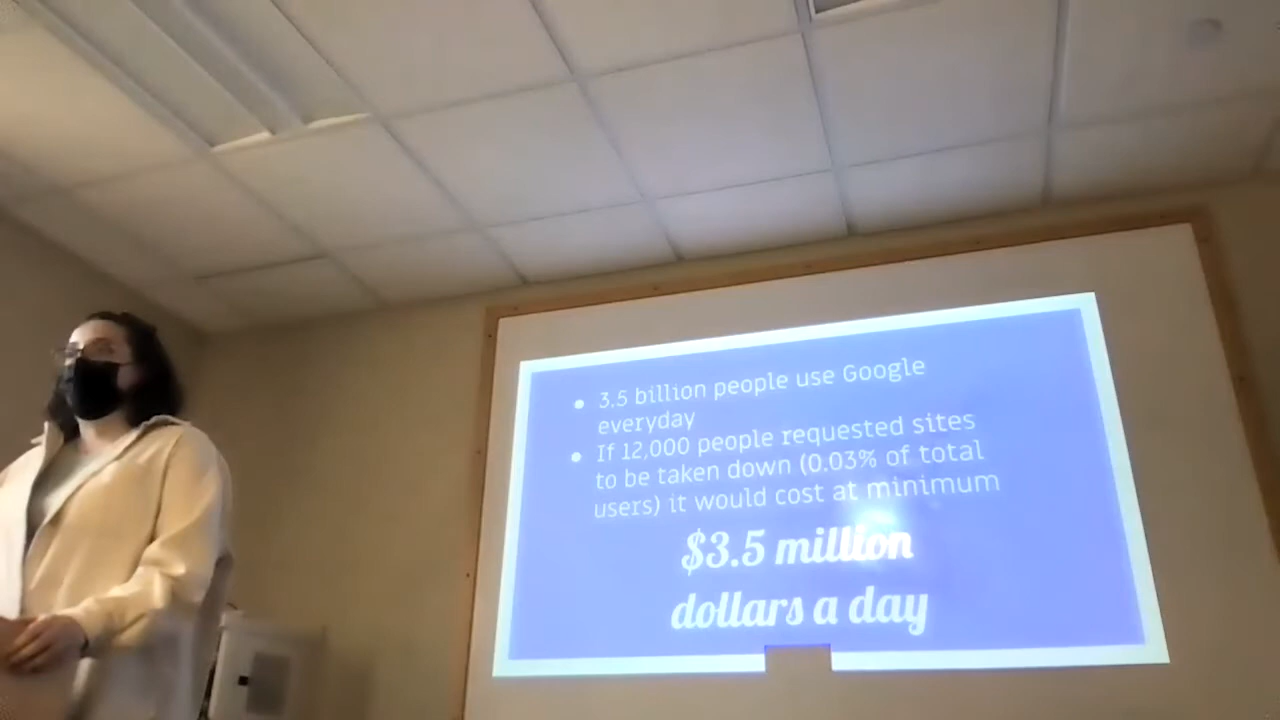 • 3.5 billion people use Google
everyday
• If 12,000 people requested sites
to be taken down (0.03% of total
users) it would cost at minimum
$3.5 million
dollars a day